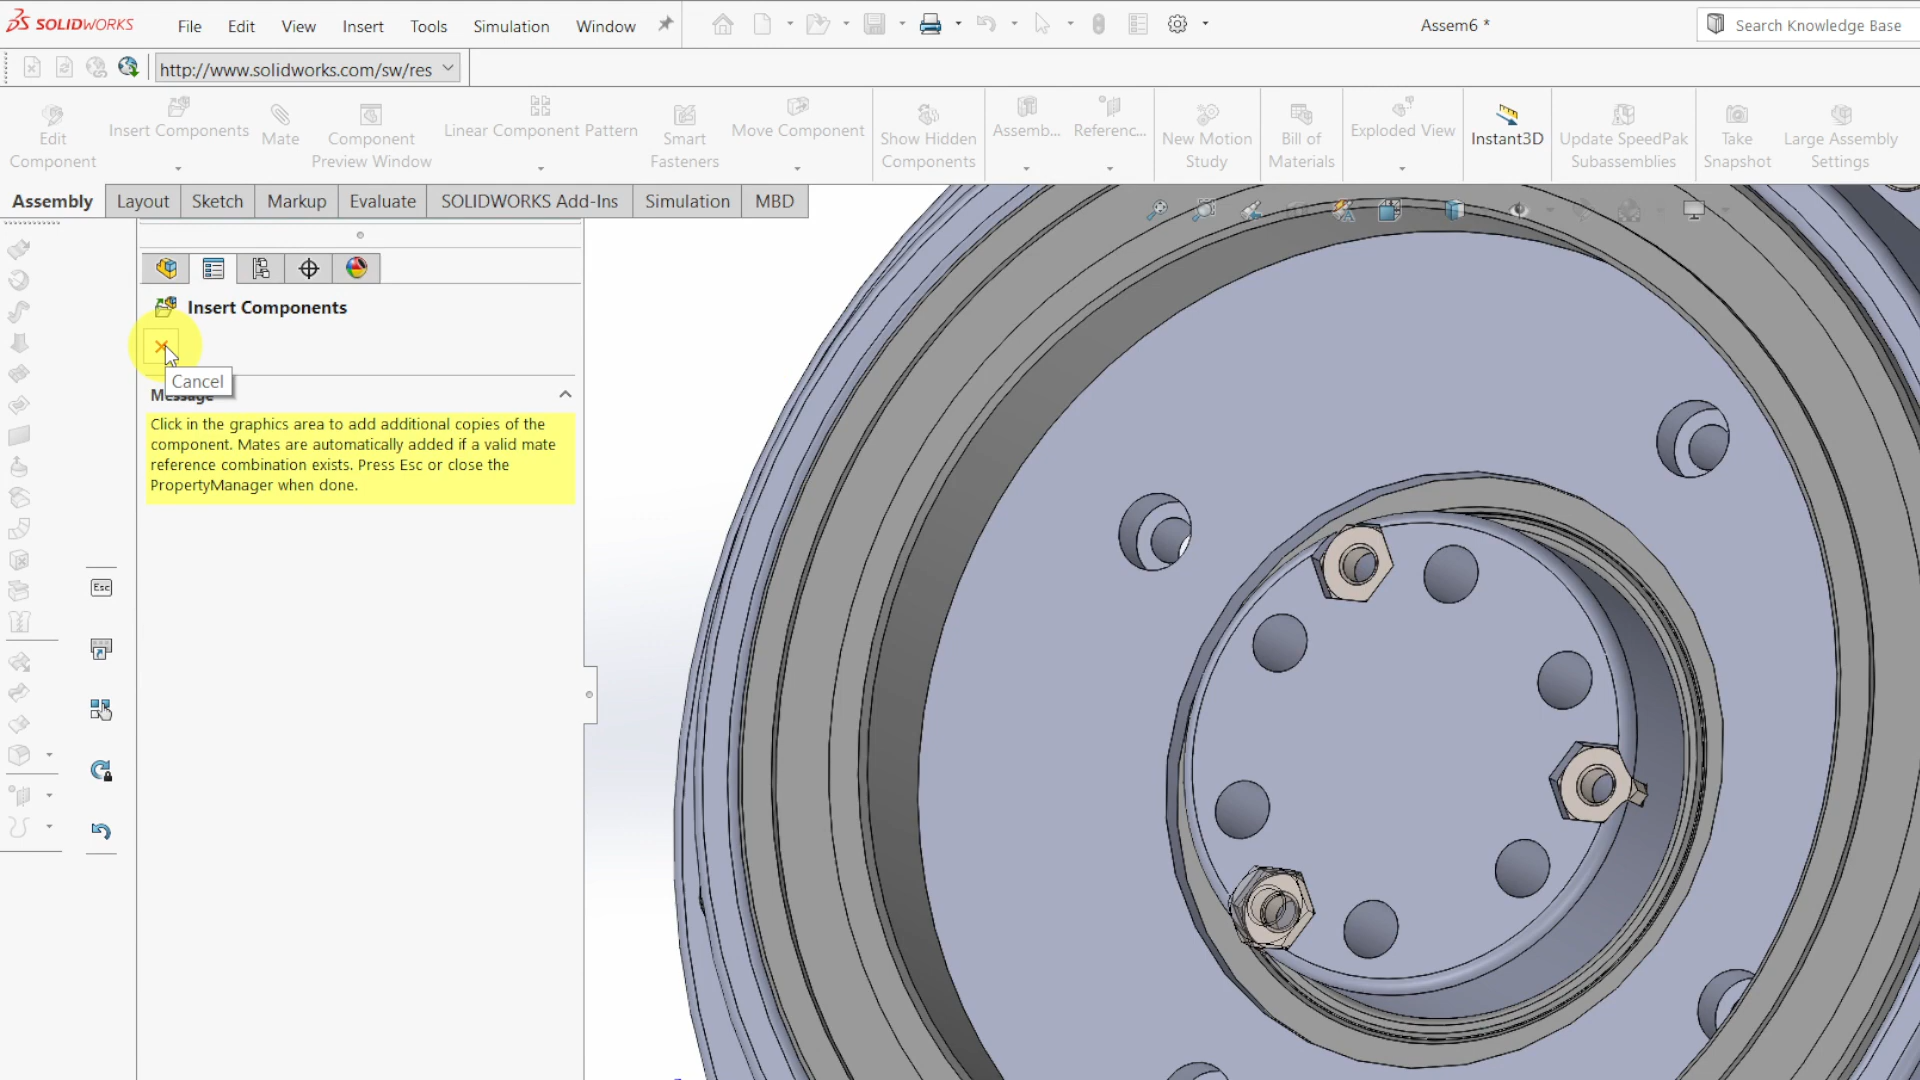 SOLIDWORKS File Edit View Insert Tools Simulation Window Assem6 * Search Knowledge Base
http://www.solidworks.com/sw/res
Edit Component
Insert Components
Mate
Component Preview Window
Linear Component Pattern
Smart Fasteners
Move Component
Show Hidden Components
Assemb...
Referenc...
New Motion Study
Bill of Materials
Exploded View
Instant3D
Update SpeedPak Subassemblies
Take Snapshot
Large Assembly Settings
Assembly Layout Sketch Markup Evaluate SOLIDWORKS Add-Ins Simulation MBD
Insert Components
Cancel
Message
Click in the graphics area to add additional copies of the
component. Mates are automatically added if a valid mate
reference combination exists. Press Esc or close the
PropertyManager when done.
Esc